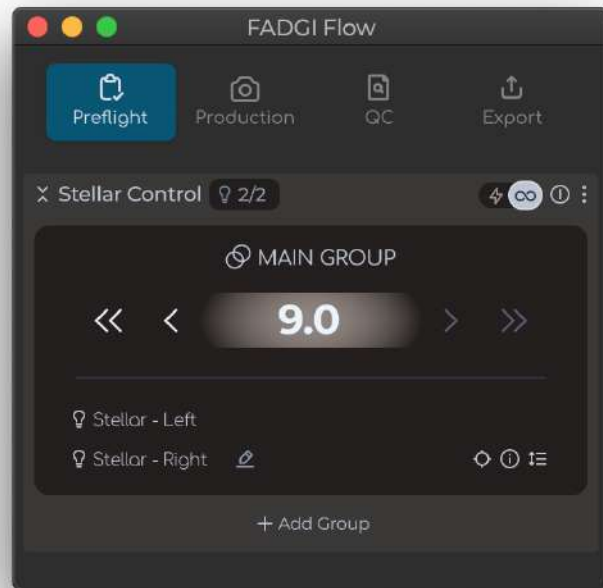 FADGI Flow
Preflight Production QC Export
Stellar Control 2/2
MAIN GROUP
9.0
Stellar - Left
Stellar - Right
+ Add Group